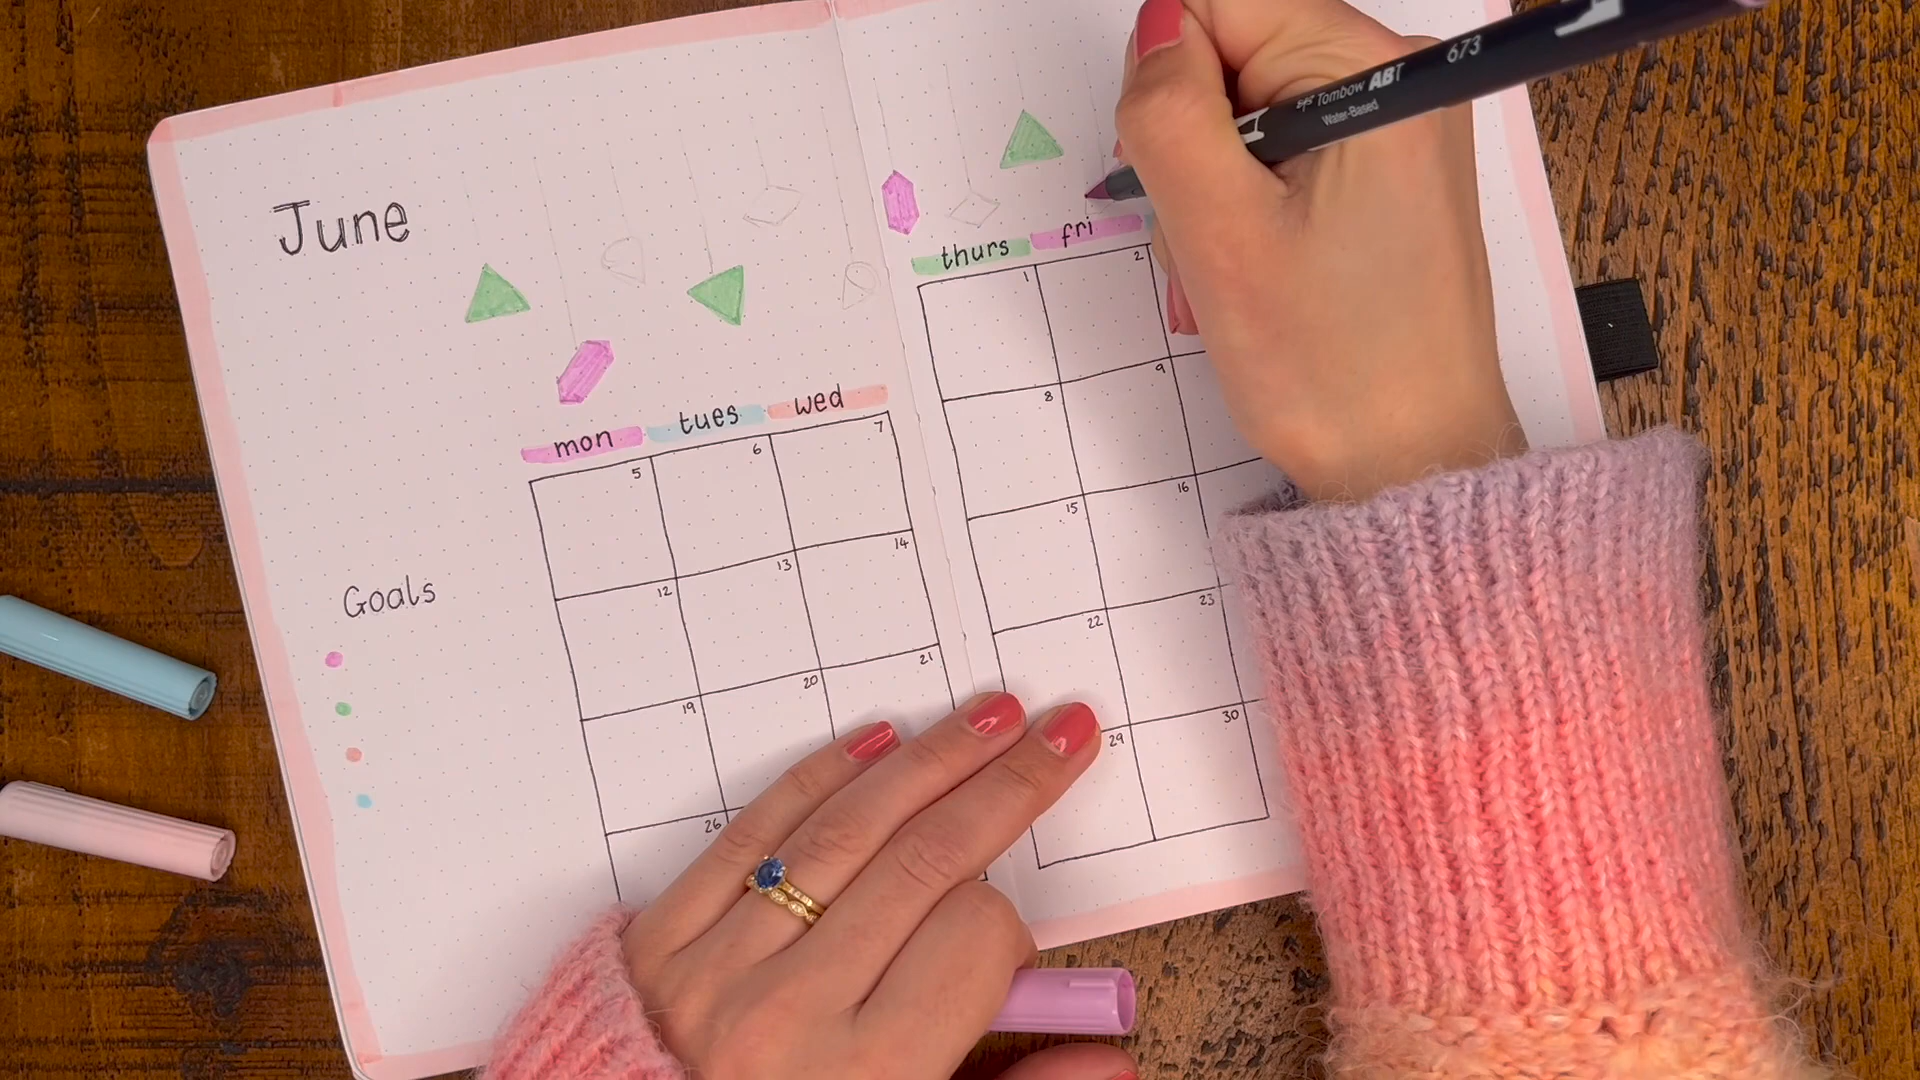 June
mon tues wed
5 6 7
12 13 14
19 20 21
26
Goals
thurs fri
1 2
8 9
15 16
22 23
29 30
Tombow ABT 673
Water-Based